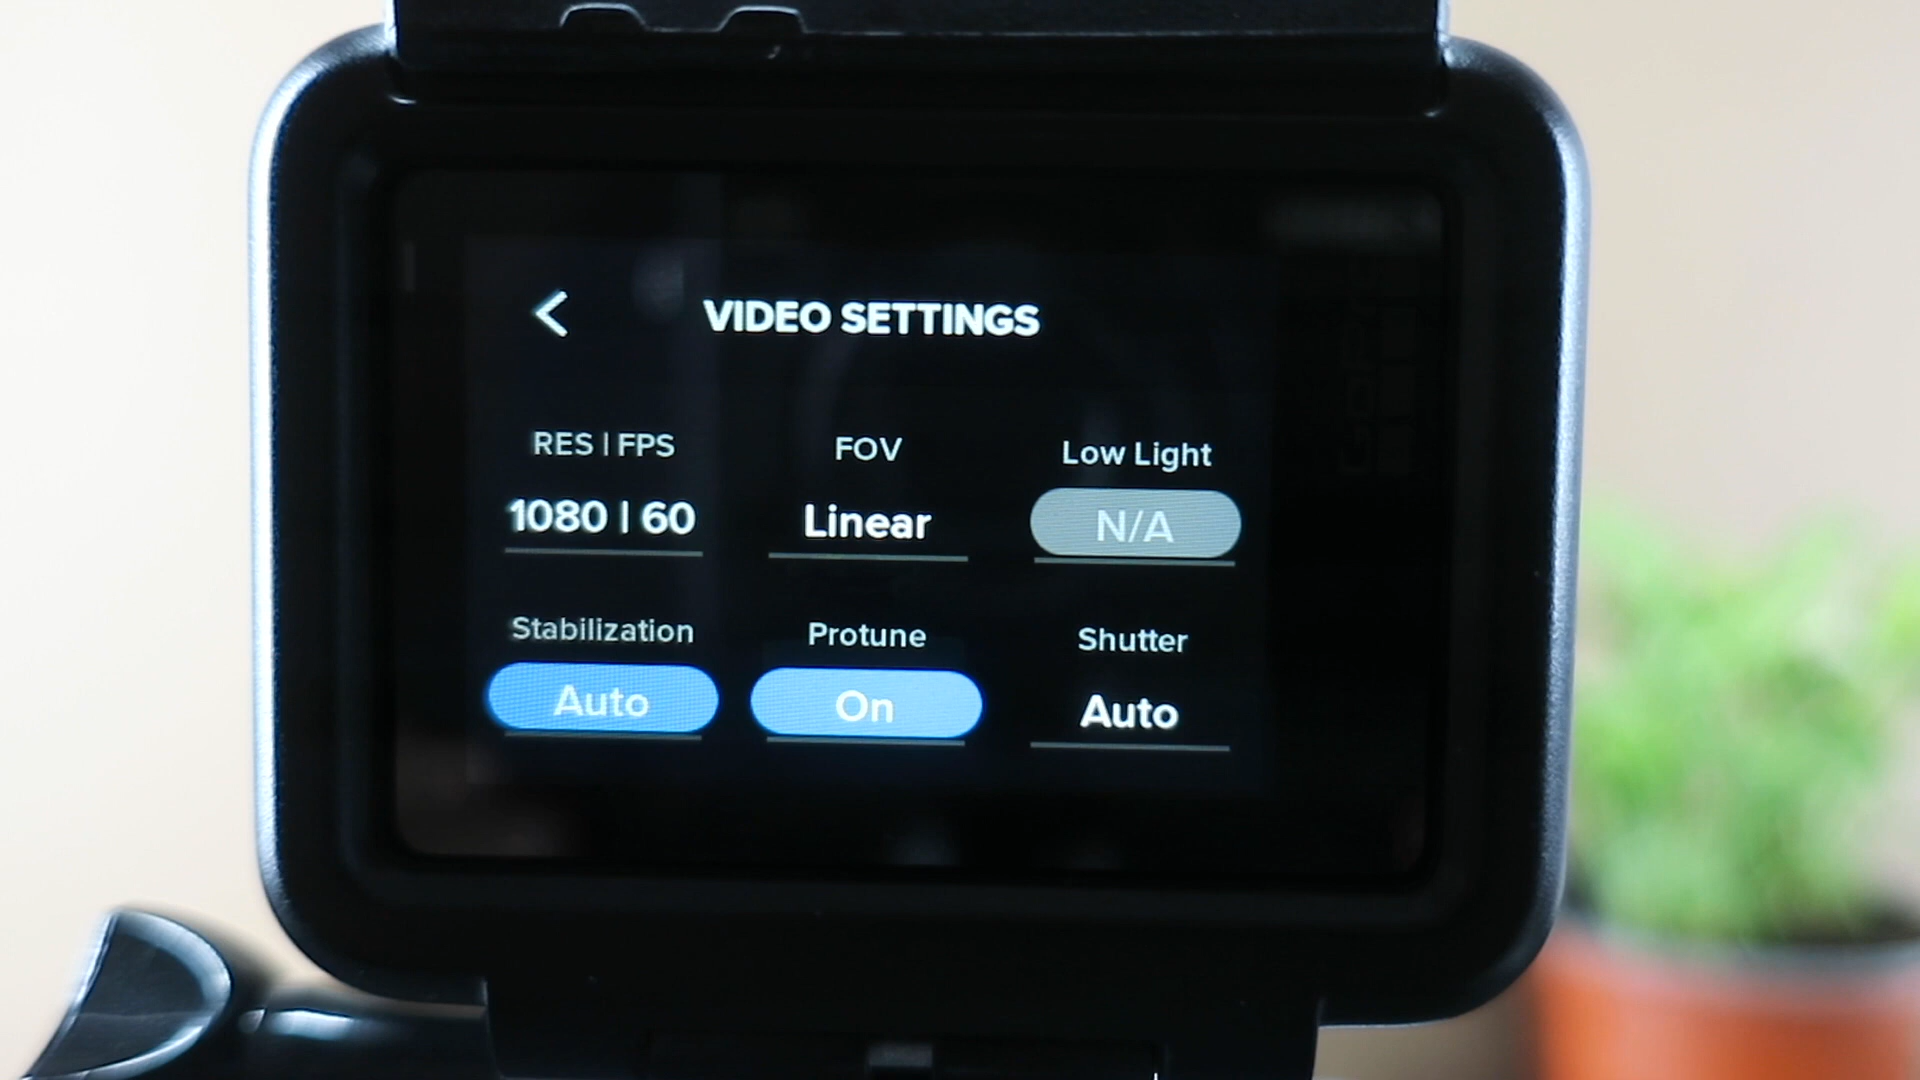 VIDEO SETTINGS
RES | FPS
FOV
Low Light
1080 | 60
Linear
N/A
Stabilization
Protune
Shutter
Auto
On
Auto